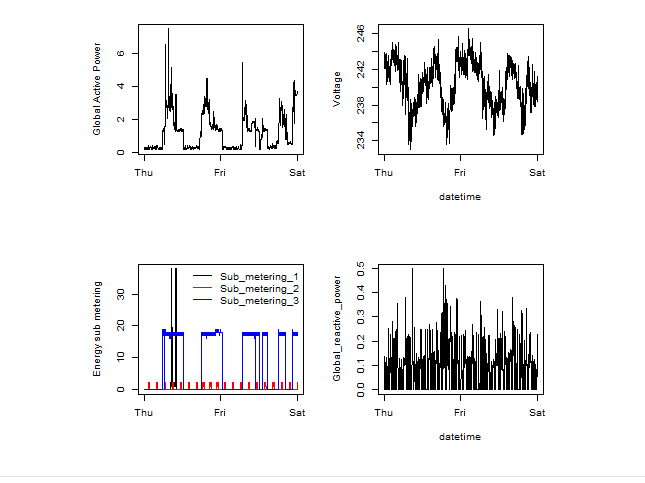 Global Active Power
0 2 4 6
Thu Fri Sat
Voltage
234 238 242 246
Thu Fri Sat
datetime
Energy sub metering
0 10 20 30
Sub_metering_1
Sub_metering_2
Sub_metering_3
Thu Fri Sat
Global_reactive_power
0.0 0.1 0.2 0.3 0.4 0.5
Thu Fri Sat
datetime